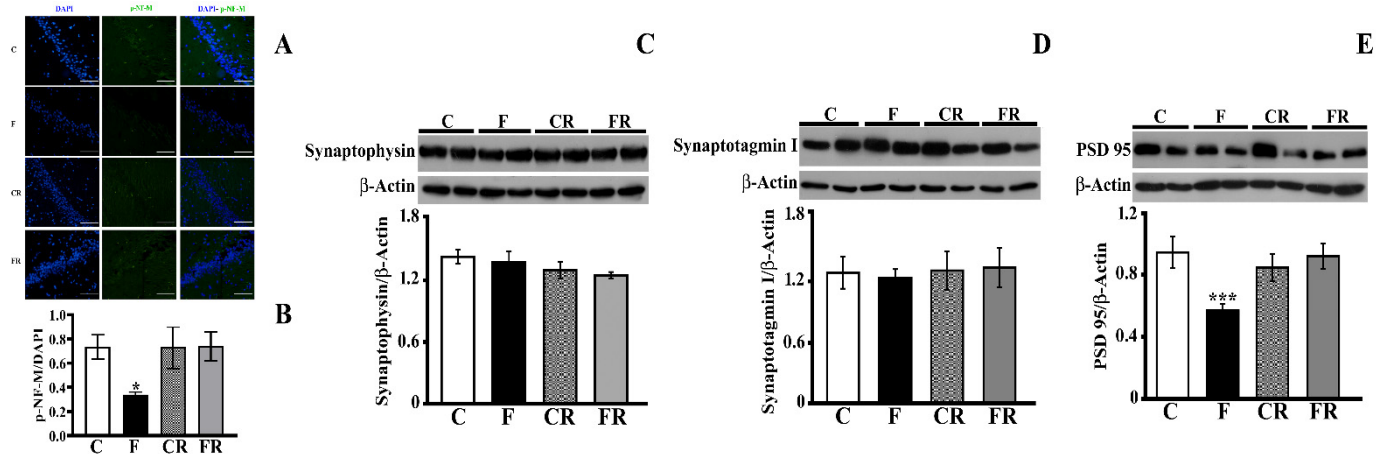 DAPI p-NF-M DAPI- p-NF-M
C
F
CR
FR
A
B
p-NF-M/DAPI
1.0
0.8
0.6
0.4
0.2
0.0
*
C F CR FR
C
C F CR FR
Synaptophysin
β-Actin
Synaptophysin/β-Actin
1.8
1.2
0.6
0
C F CR FR
D
C F CR FR
Synaptotagmin I
β-Actin
Synaptotagmin I/β-Actin
1.8
1.2
0.6
0
C F CR FR
E
C F CR FR
PSD 95
β-Actin
PSD 95/β-Actin
1.2
0.8
0.4
0
***
C F CR FR